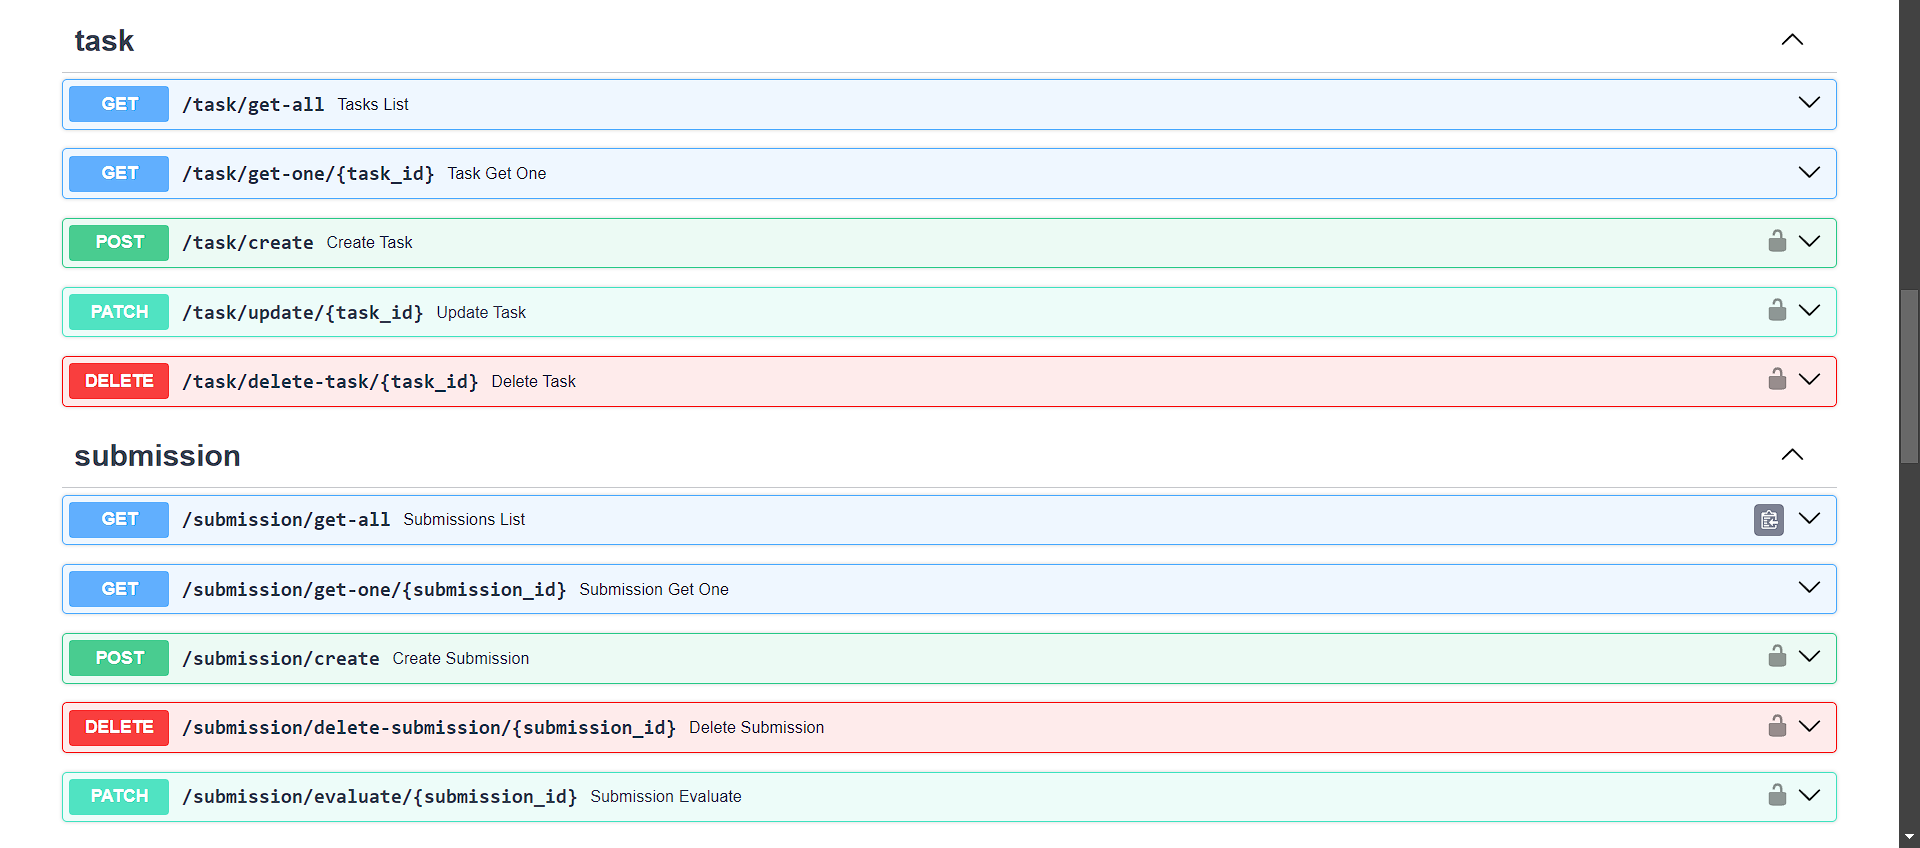 task
GET /task/get-all Tasks List
GET /task/get-one/{task_id} Task Get One
POST /task/create Create Task
PATCH /task/update/{task_id} Update Task
DELETE /task/delete-task/{task_id} Delete Task
submission
GET /submission/get-all Submissions List
GET /submission/get-one/{submission_id} Submission Get One
POST /submission/create Create Submission
DELETE /submission/delete-submission/{submission_id} Delete Submission
PATCH /submission/evaluate/{submission_id} Submission Evaluate